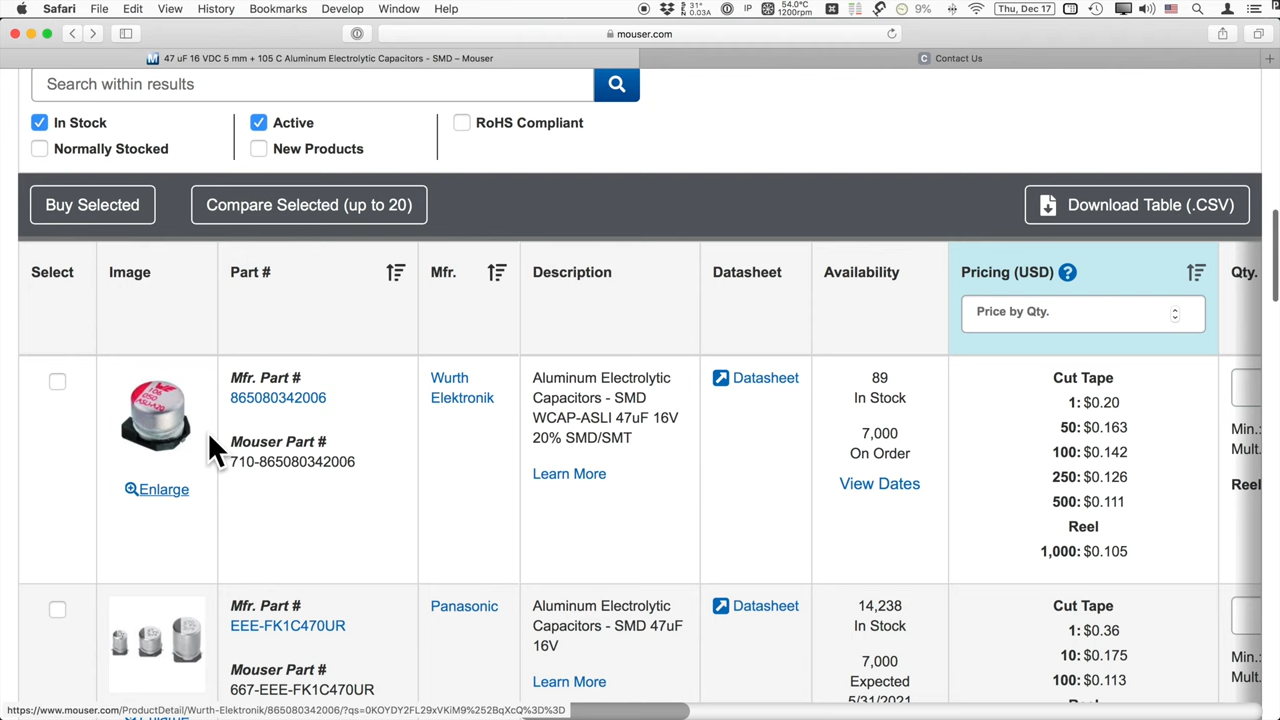 Safari File Edit View History Bookmarks Develop Window Help
31°
0.03A
IP
54.0°C
1200rpm
9%
Thu, Dec 17
mouser.com
47 uF 16 VDC 5 mm + 105 C Aluminum Electrolytic Capacitors - SMD – Mouser
C Contact Us
Search within results
In Stock
Active
RoHS Compliant
Normally Stocked
New Products
Buy Selected
Compare Selected (up to 20)
Download Table (.CSV)
Select
Image
Part #
Mfr.
Description
Datasheet
Availability
Pricing (USD)
Qty.
Price by Qty.
Enlarge
Mfr. Part #
865080342006
Mouser Part #
710-865080342006
Wurth
Elektronik
Aluminum Electrolytic
Capacitors - SMD
WCAP-ASLI 47uF 16V
20% SMD/SMT
Learn More
Datasheet
89
In Stock
7,000
On Order
View Dates
Cut Tape
1: $0.20
50: $0.163
100: $0.142
250: $0.126
500: $0.111
Reel
1,000: $0.105
Min.:
Mult.
Reel
Mfr. Part #
EEE-FK1C470UR
Mouser Part #
667-EEE-FK1C470UR
Panasonic
Aluminum Electrolytic
Capacitors - SMD 47uF
16V
Learn More
Datasheet
14,238
In Stock
7,000
Expected
5/31/2021
Cut Tape
1: $0.36
10: $0.175
100: $0.113
Min.:
Mult.
https://www.mouser.com/ProductDetail/Wurth-Elektronik/865080342006/?qs=0KOYDY2FL29xVKiM9%252BqXcQ%3D%3D